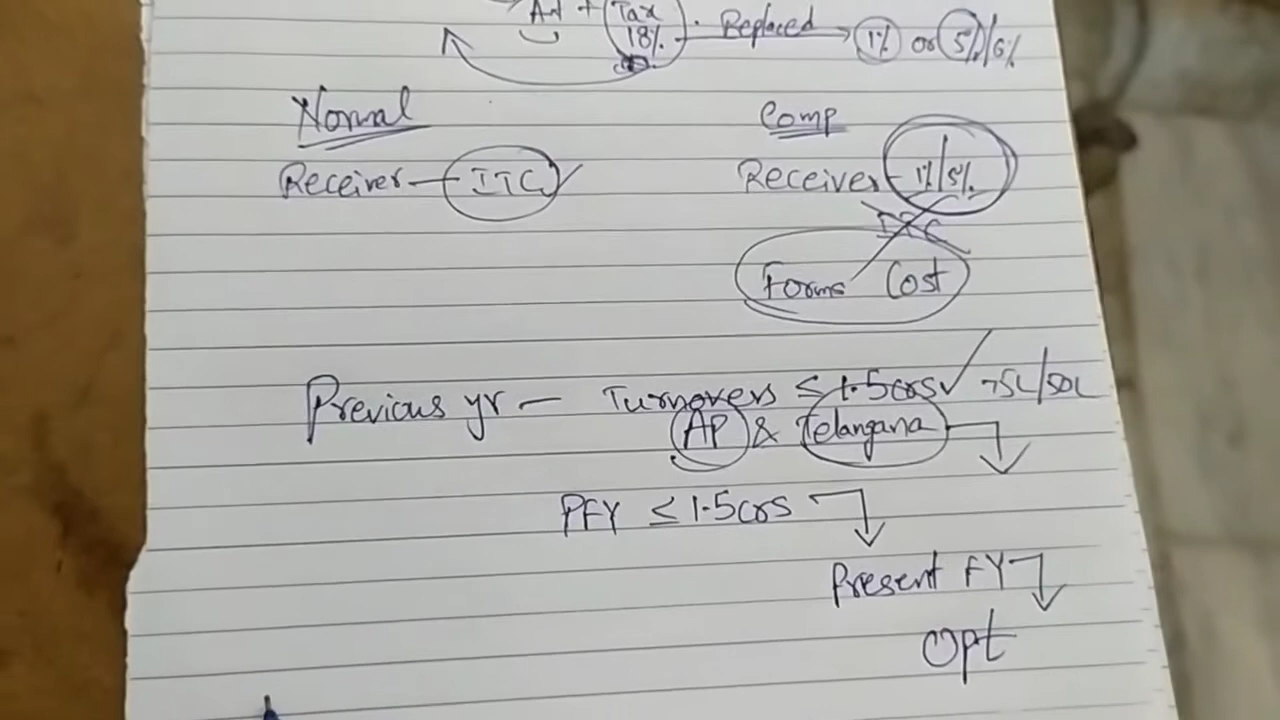 + Tax
18% Replaced 1% or 5%/6%
Normal Comp
Receiver - ITC Receiver - 1%/5%
ITC
Forms Cost
Previous yr - Turnovers ≤ 1.5crs 75L/50L
AP & Telangana
PFY ≤ 1.5crs
Present FY
Opt